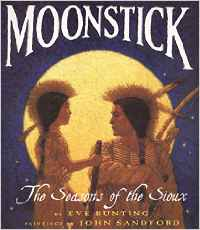 MOONSTICK
The Seasons of the Sioux
BY EVE BUNTING
PAINTINGS BY JOHN SANDFORD